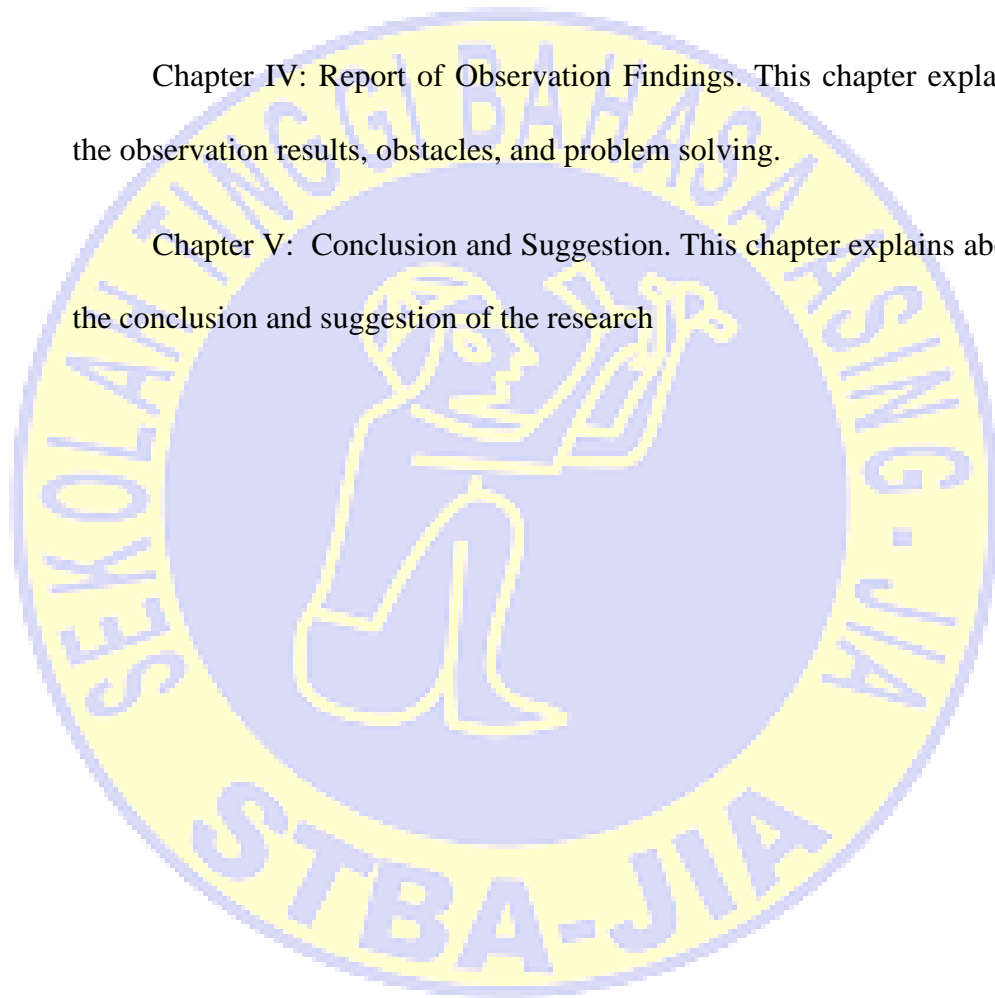 Chapter IV: Report of Observation Findings. This chapter expla
the observation results, obstacles, and problem solving.
Chapter V: Conclusion and Suggestion. This chapter explains ab
the conclusion and suggestion of the research
SEKOLAH TINGGI BAHASA ASING - JIA
STBA-JIA